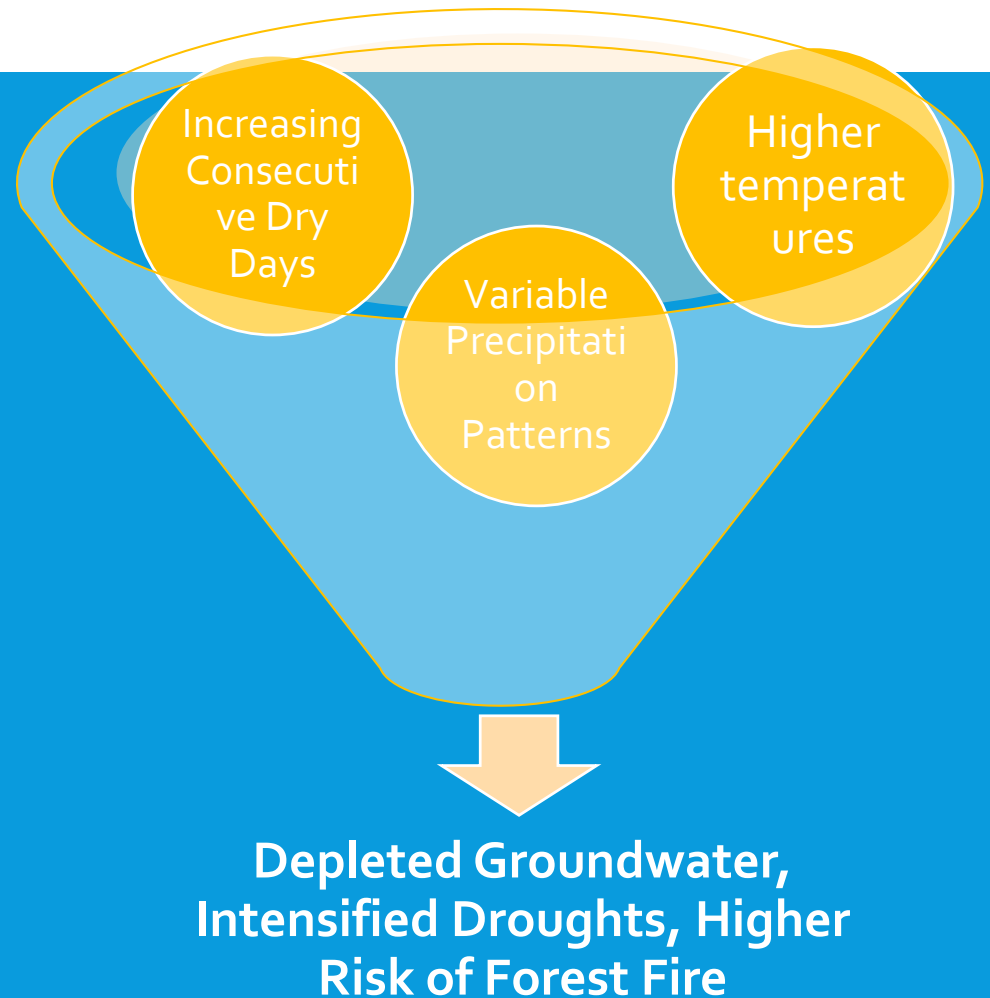 Increasing
Consecuti
ve Dry
Days
Higher
temperat
ures
Variable
Precipitati
on
Patterns
Depleted Groundwater,
Intensified Droughts, Higher
Risk of Forest Fire